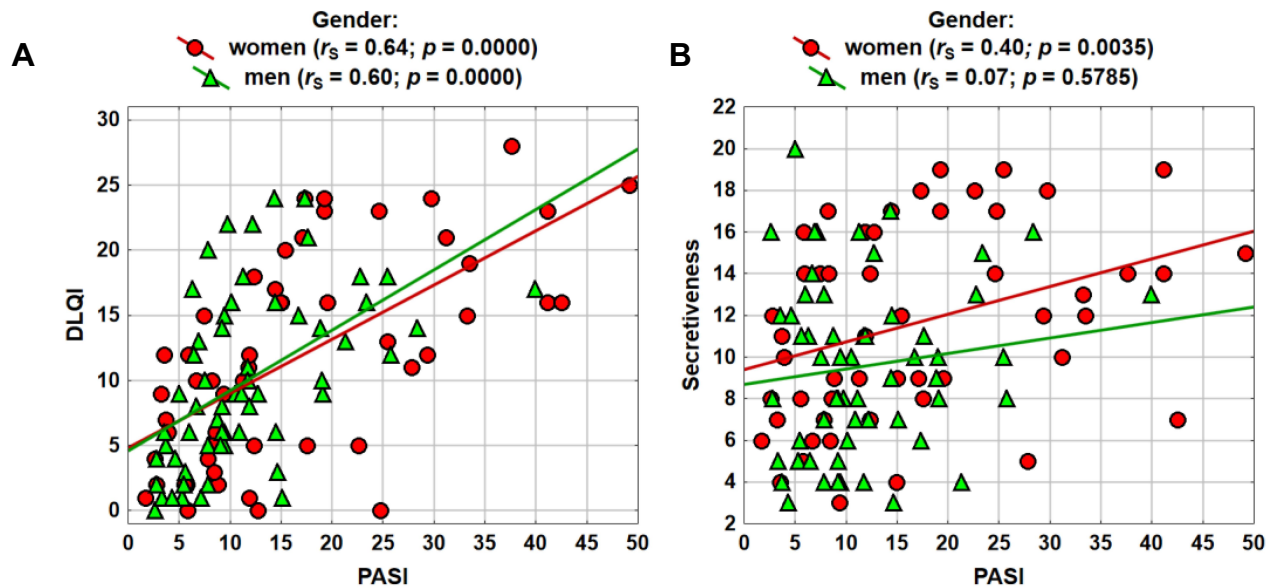 A
Gender:
women (rS = 0.64; p = 0.0000)
men (rS = 0.60; p = 0.0000)
DLQI
30
25
20
15
10
5
0
0 5 10 15 20 25 30 35 40 45 50
PASI
B
Gender:
women (rS = 0.40; p = 0.0035)
men (rS = 0.07; p = 0.5785)
Secretiveness
22
20
18
16
14
12
10
8
6
4
2
0 5 10 15 20 25 30 35 40 45 50
PASI